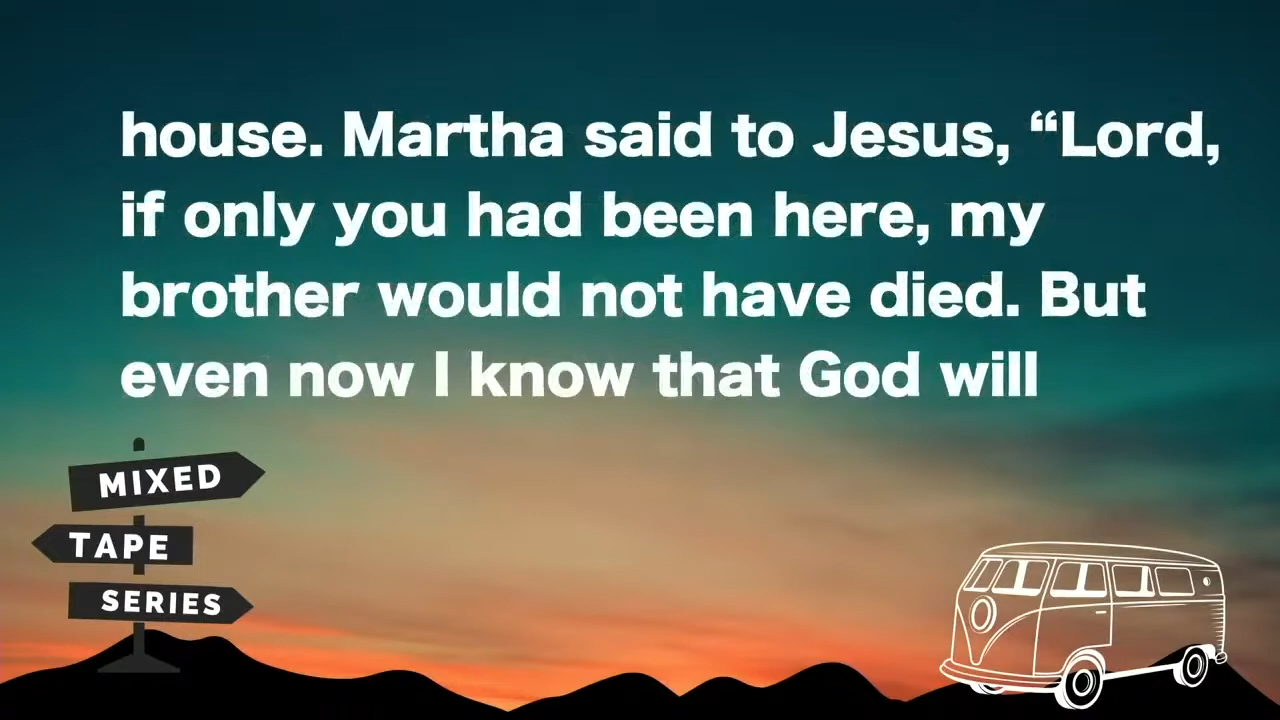 house. Martha said to Jesus, “Lord,
if only you had been here, my
brother would not have died. But
even now I know that God will
MIXED
TAPE
SERIES